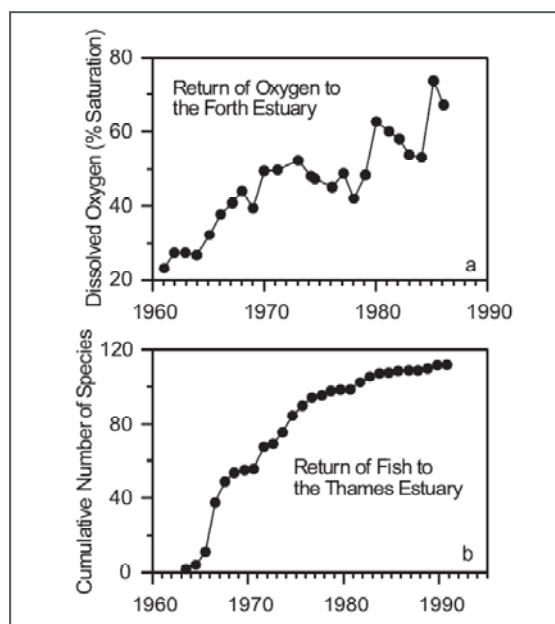 80
60
40
20
Dissolved Oxygen (% Saturation)
Return of Oxygen to
the Forth Estuary
a
1960 1970 1980 1990
120
80
40
0
Cumulative Number of Species
Return of Fish to
the Thames Estuary
b
1960 1970 1980 1990